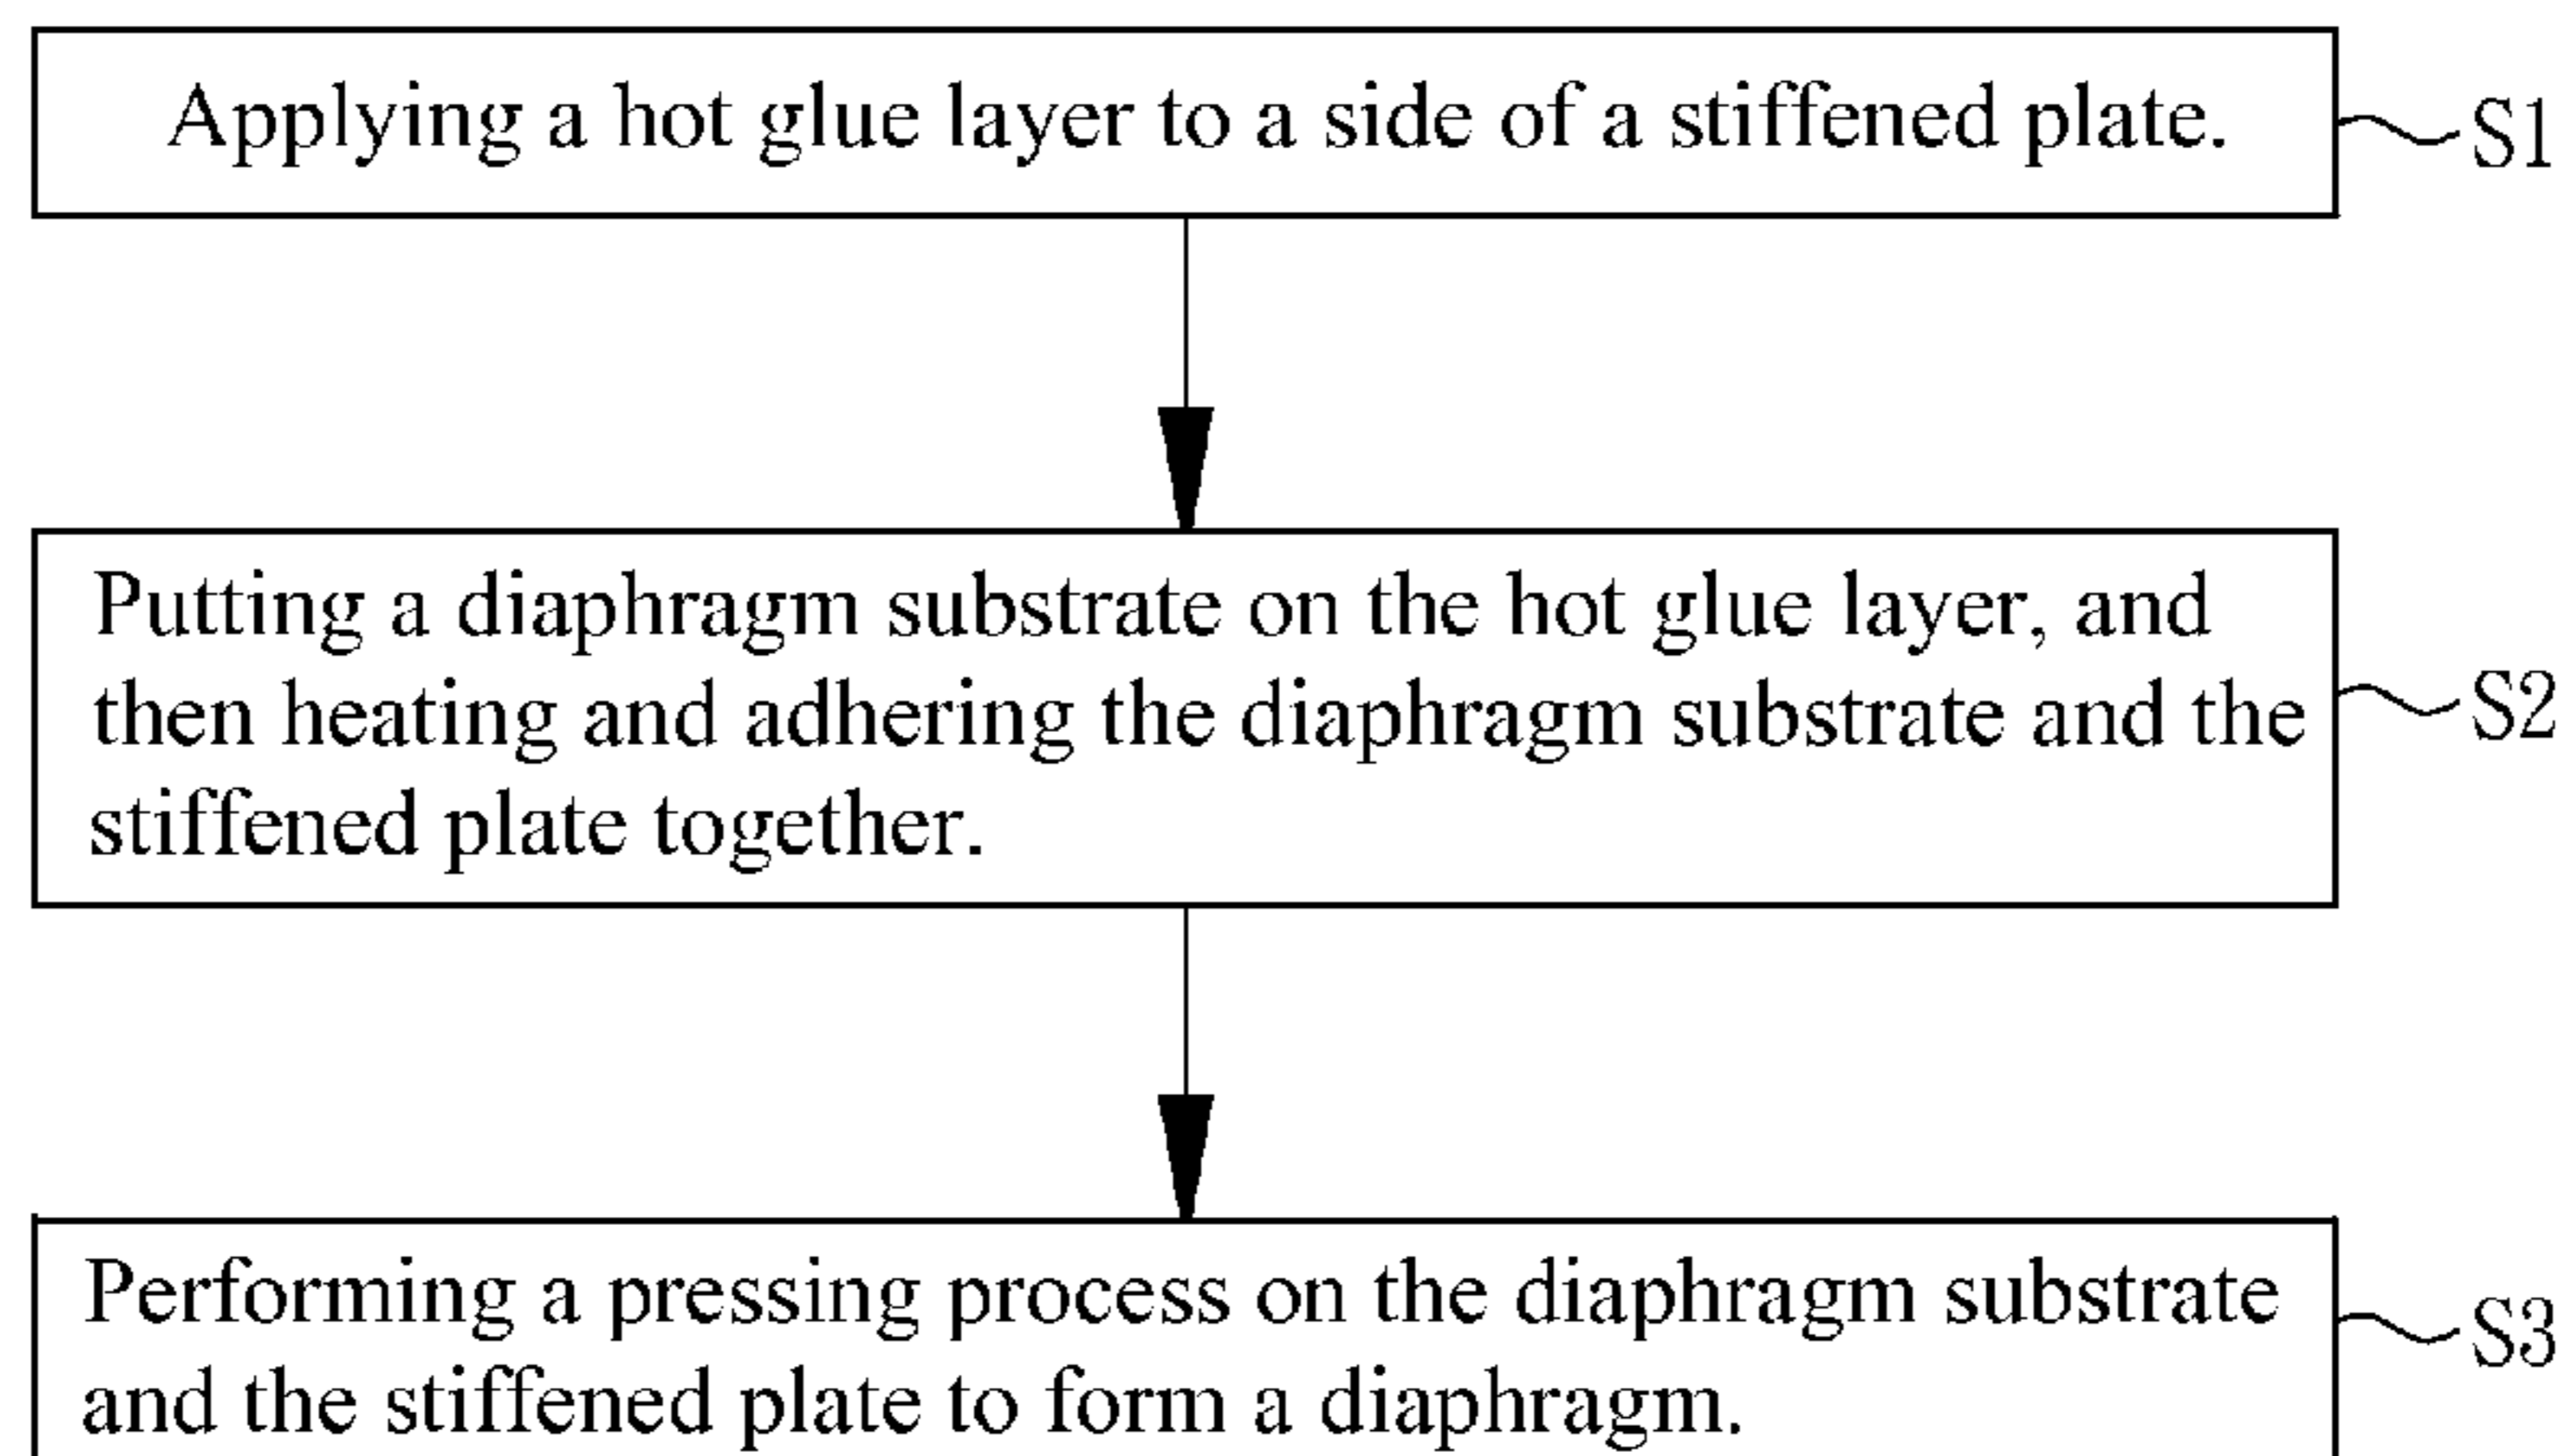 Applying a hot glue layer to a side of a stiffened plate.
S1
Putting a diaphragm substrate on the hot glue layer, and
then heating and adhering the diaphragm substrate and the
stiffened plate together.
S2
Performing a pressing process on the diaphragm substrate
and the stiffened plate to form a diaphragm.
S3